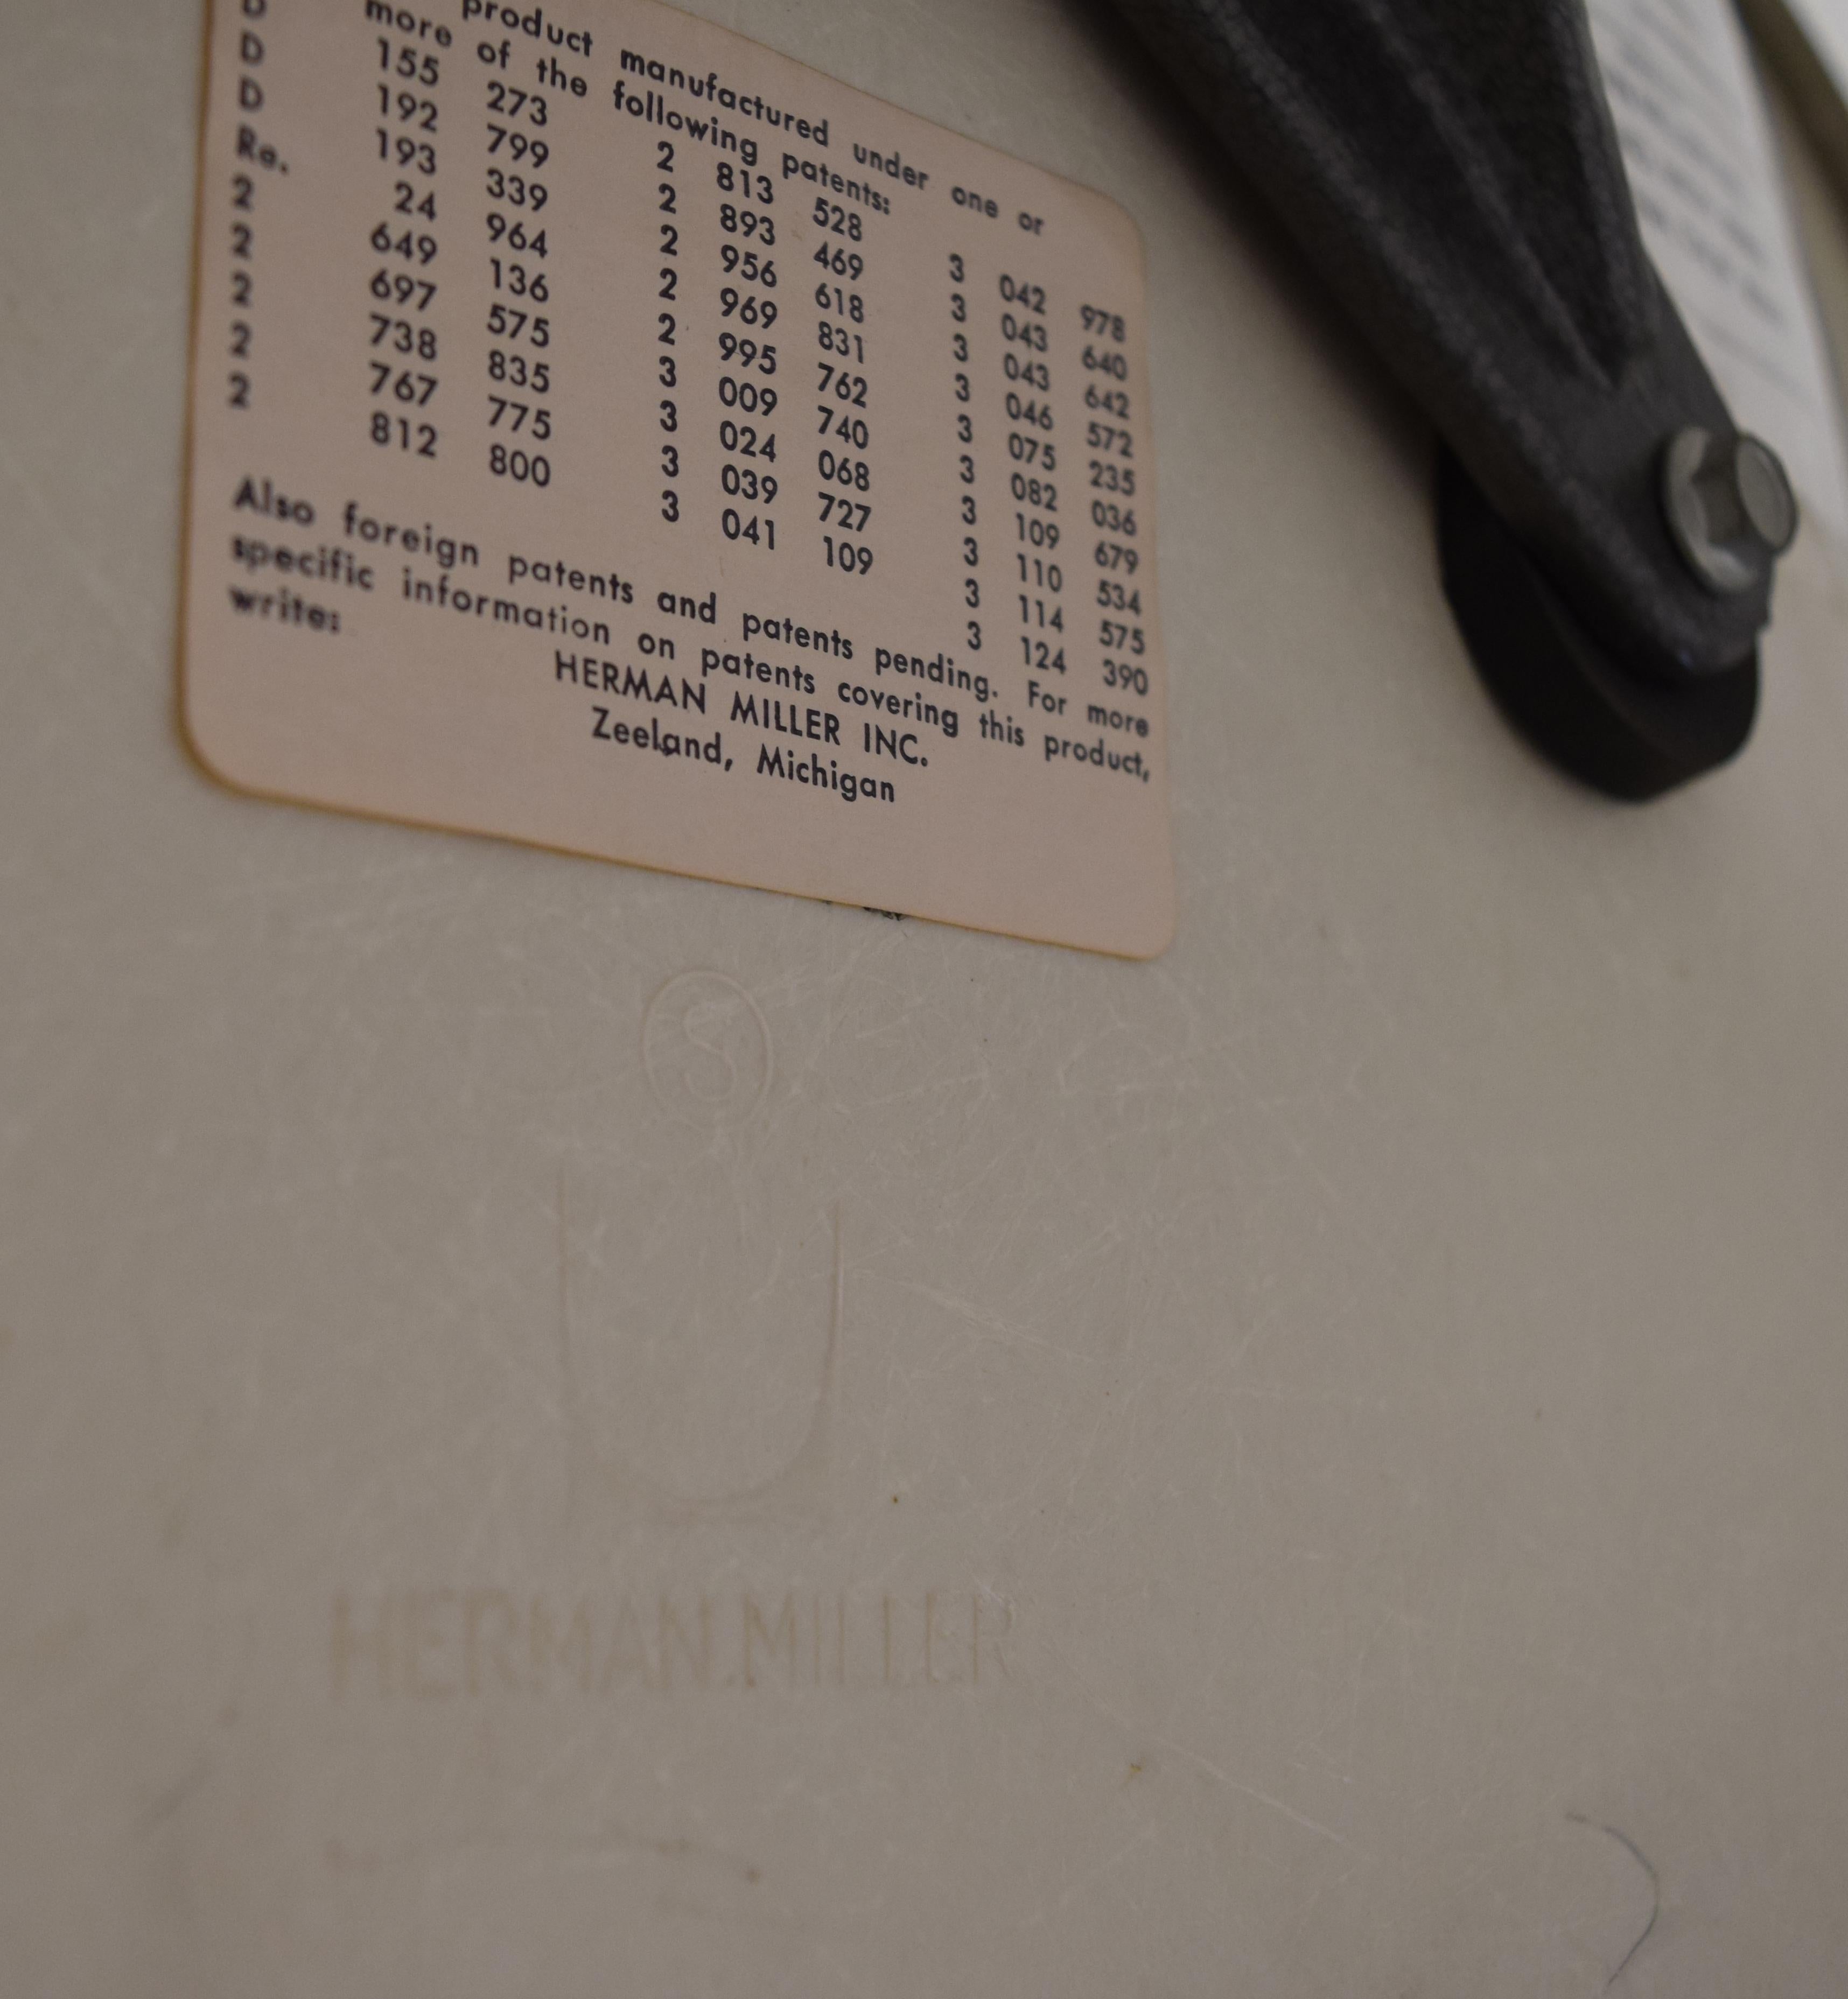 product manufactured under one or
more of the following patents:
D 155 273 2 813 528 3 042 978
D 192 799 2 893 469 3 043 640
D 193 339 2 956 618 3 043 642
Re. 24 964 2 969 831 3 046 572
2 649 136 2 995 762 3 075 235
2 697 575 3 009 740 3 082 036
2 738 835 3 024 068 3 109 679
2 767 775 3 039 727 3 110 534
2 812 800 3 041 109 3 114 575
3 124 390
Also foreign patents and patents pending. For more
specific information on patents covering this product,
write:
HERMAN MILLER INC.
Zeeland, Michigan
S
HERMAN MILLER